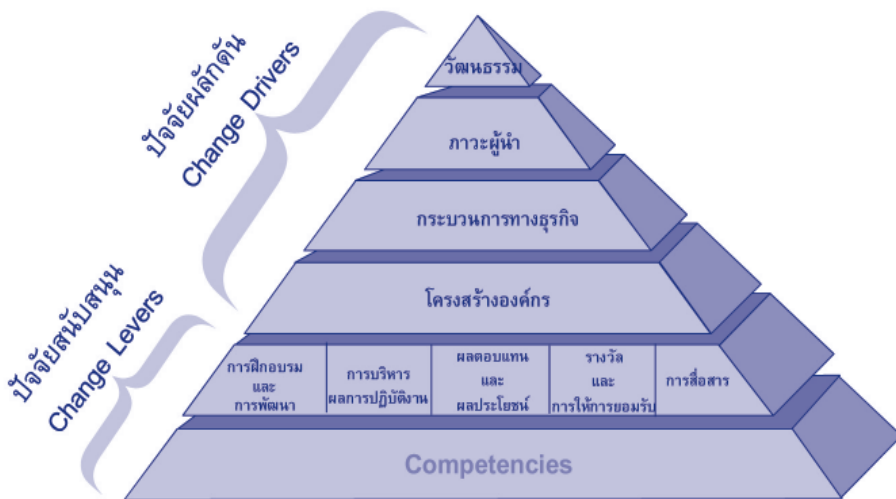 ปัจจัยผลักดัน
Change Drivers
วัฒนธรรม
ภาวะผู้นำ
กระบวนการทางธุรกิจ
โครงสร้างองค์กร
ปัจจัยสนับสนุน
Change Levers
การฝึกอบรม
และ
การพัฒนา
การบริหาร
ผลการปฏิบัติงาน
ผลตอบแทน
และ
ผลประโยชน์
รางวัล
และ
การให้การยอมรับ
การสื่อสาร
Competencies